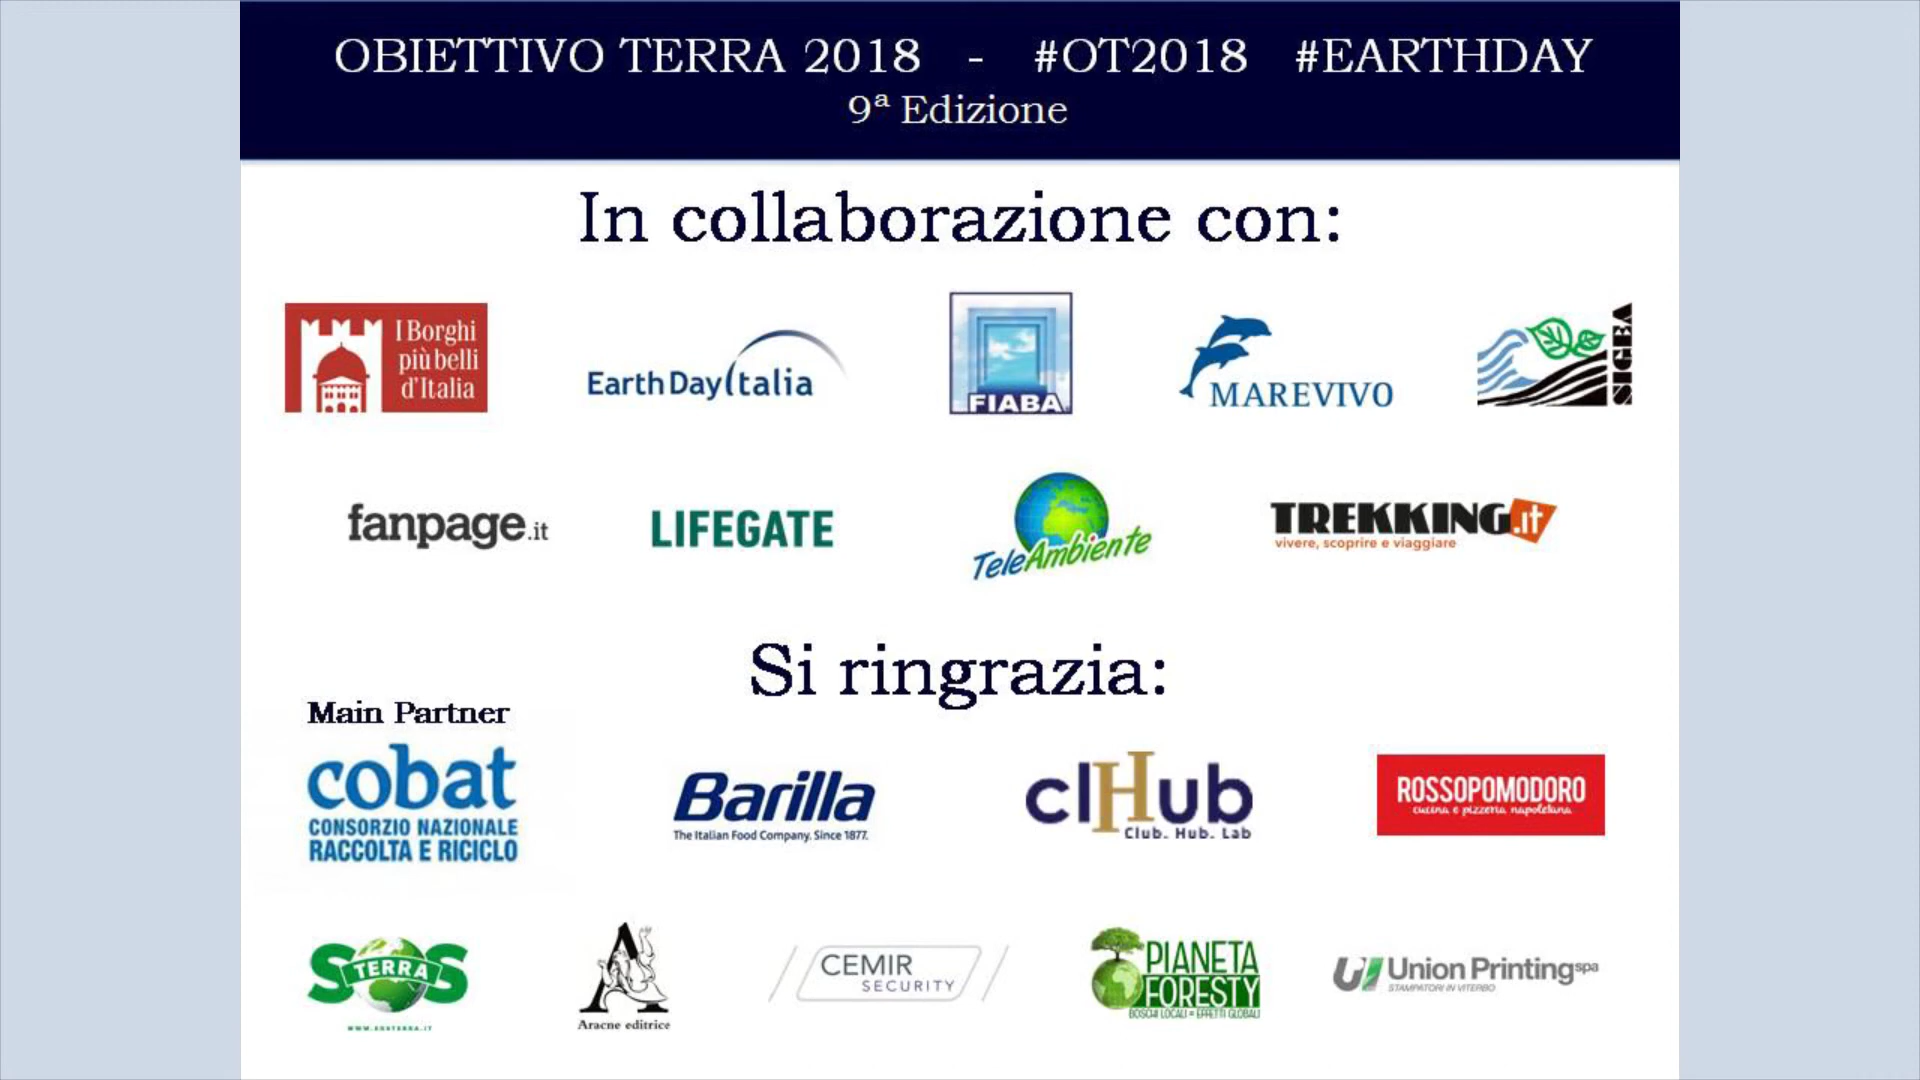 OBIETTIVO TERRA 2018 - #OT2018 #EARTHDAY
9ª Edizione
In collaborazione con:
I Borghi
più belli
d'Italia
EarthDayItalia
FIABA
MAREVIVO
SIGEA
fanpage.it
LIFEGATE
TeleAmbiente
TREKKING.it
vivere, scoprire e viaggiare
Si ringrazia:
Main Partner
cobat
CONSORZIO NAZIONALE
RACCOLTA E RICICLO
Barilla
The Italian Food Company. Since 1877.
clHub
Club. Hub. Lab
ROSSOPOMODORO
cucina e pizzeria napoletana
SOS
TERRA
WWW.SOSTERRA.IT
A
Aracne editrice
CEMIR
SECURITY
PIANETA
FORESTY
BOSCHI LOCALI = EFFETTI GLOBALI
Union Printing spa
STAMPATORI IN VITERBO